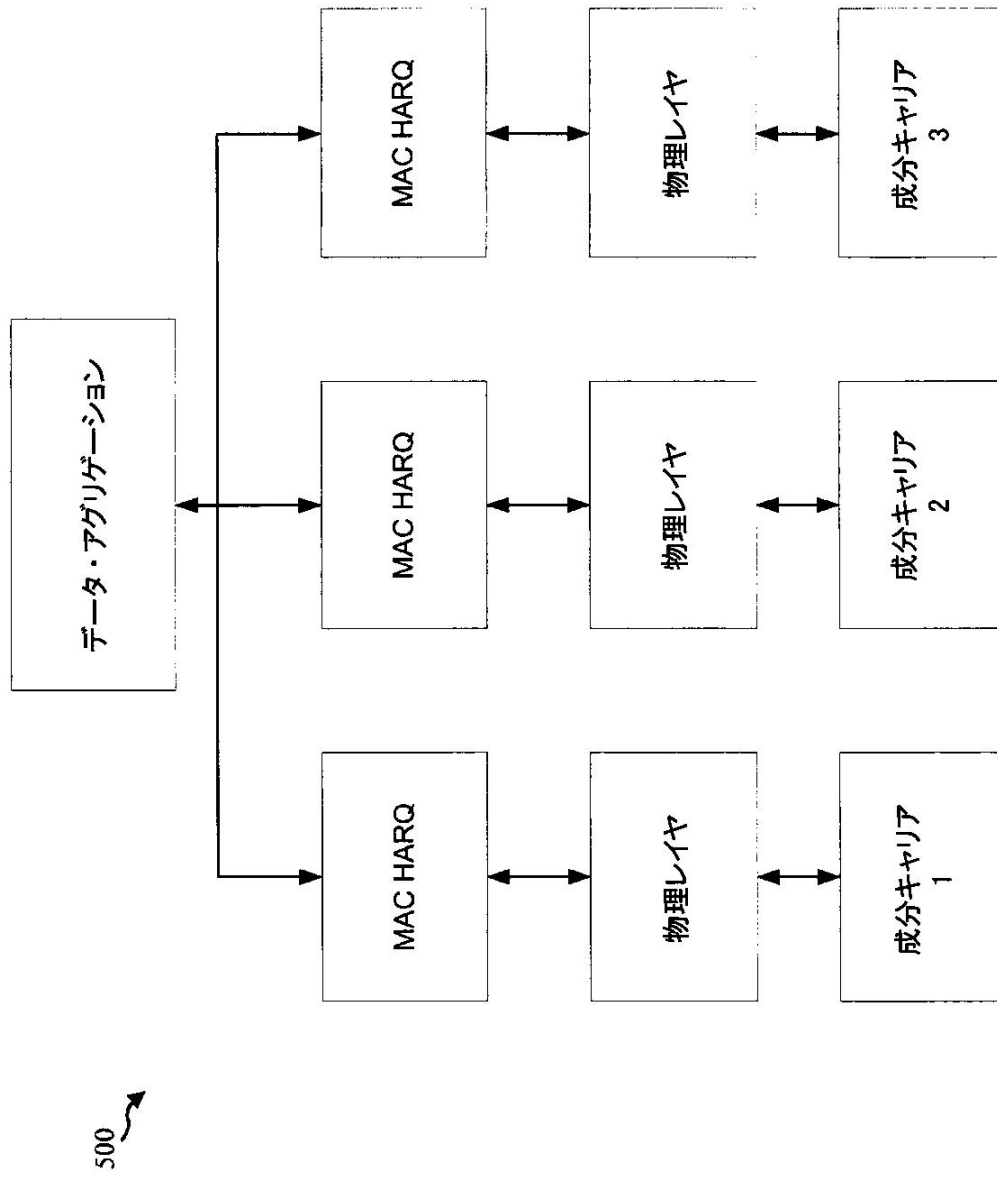 500
データ・アグリゲーション
MAC HARQ
MAC HARQ
MAC HARQ
物理レイヤ
物理レイヤ
物理レイヤ
成分キャリア
1
成分キャリア
2
成分キャリア
3